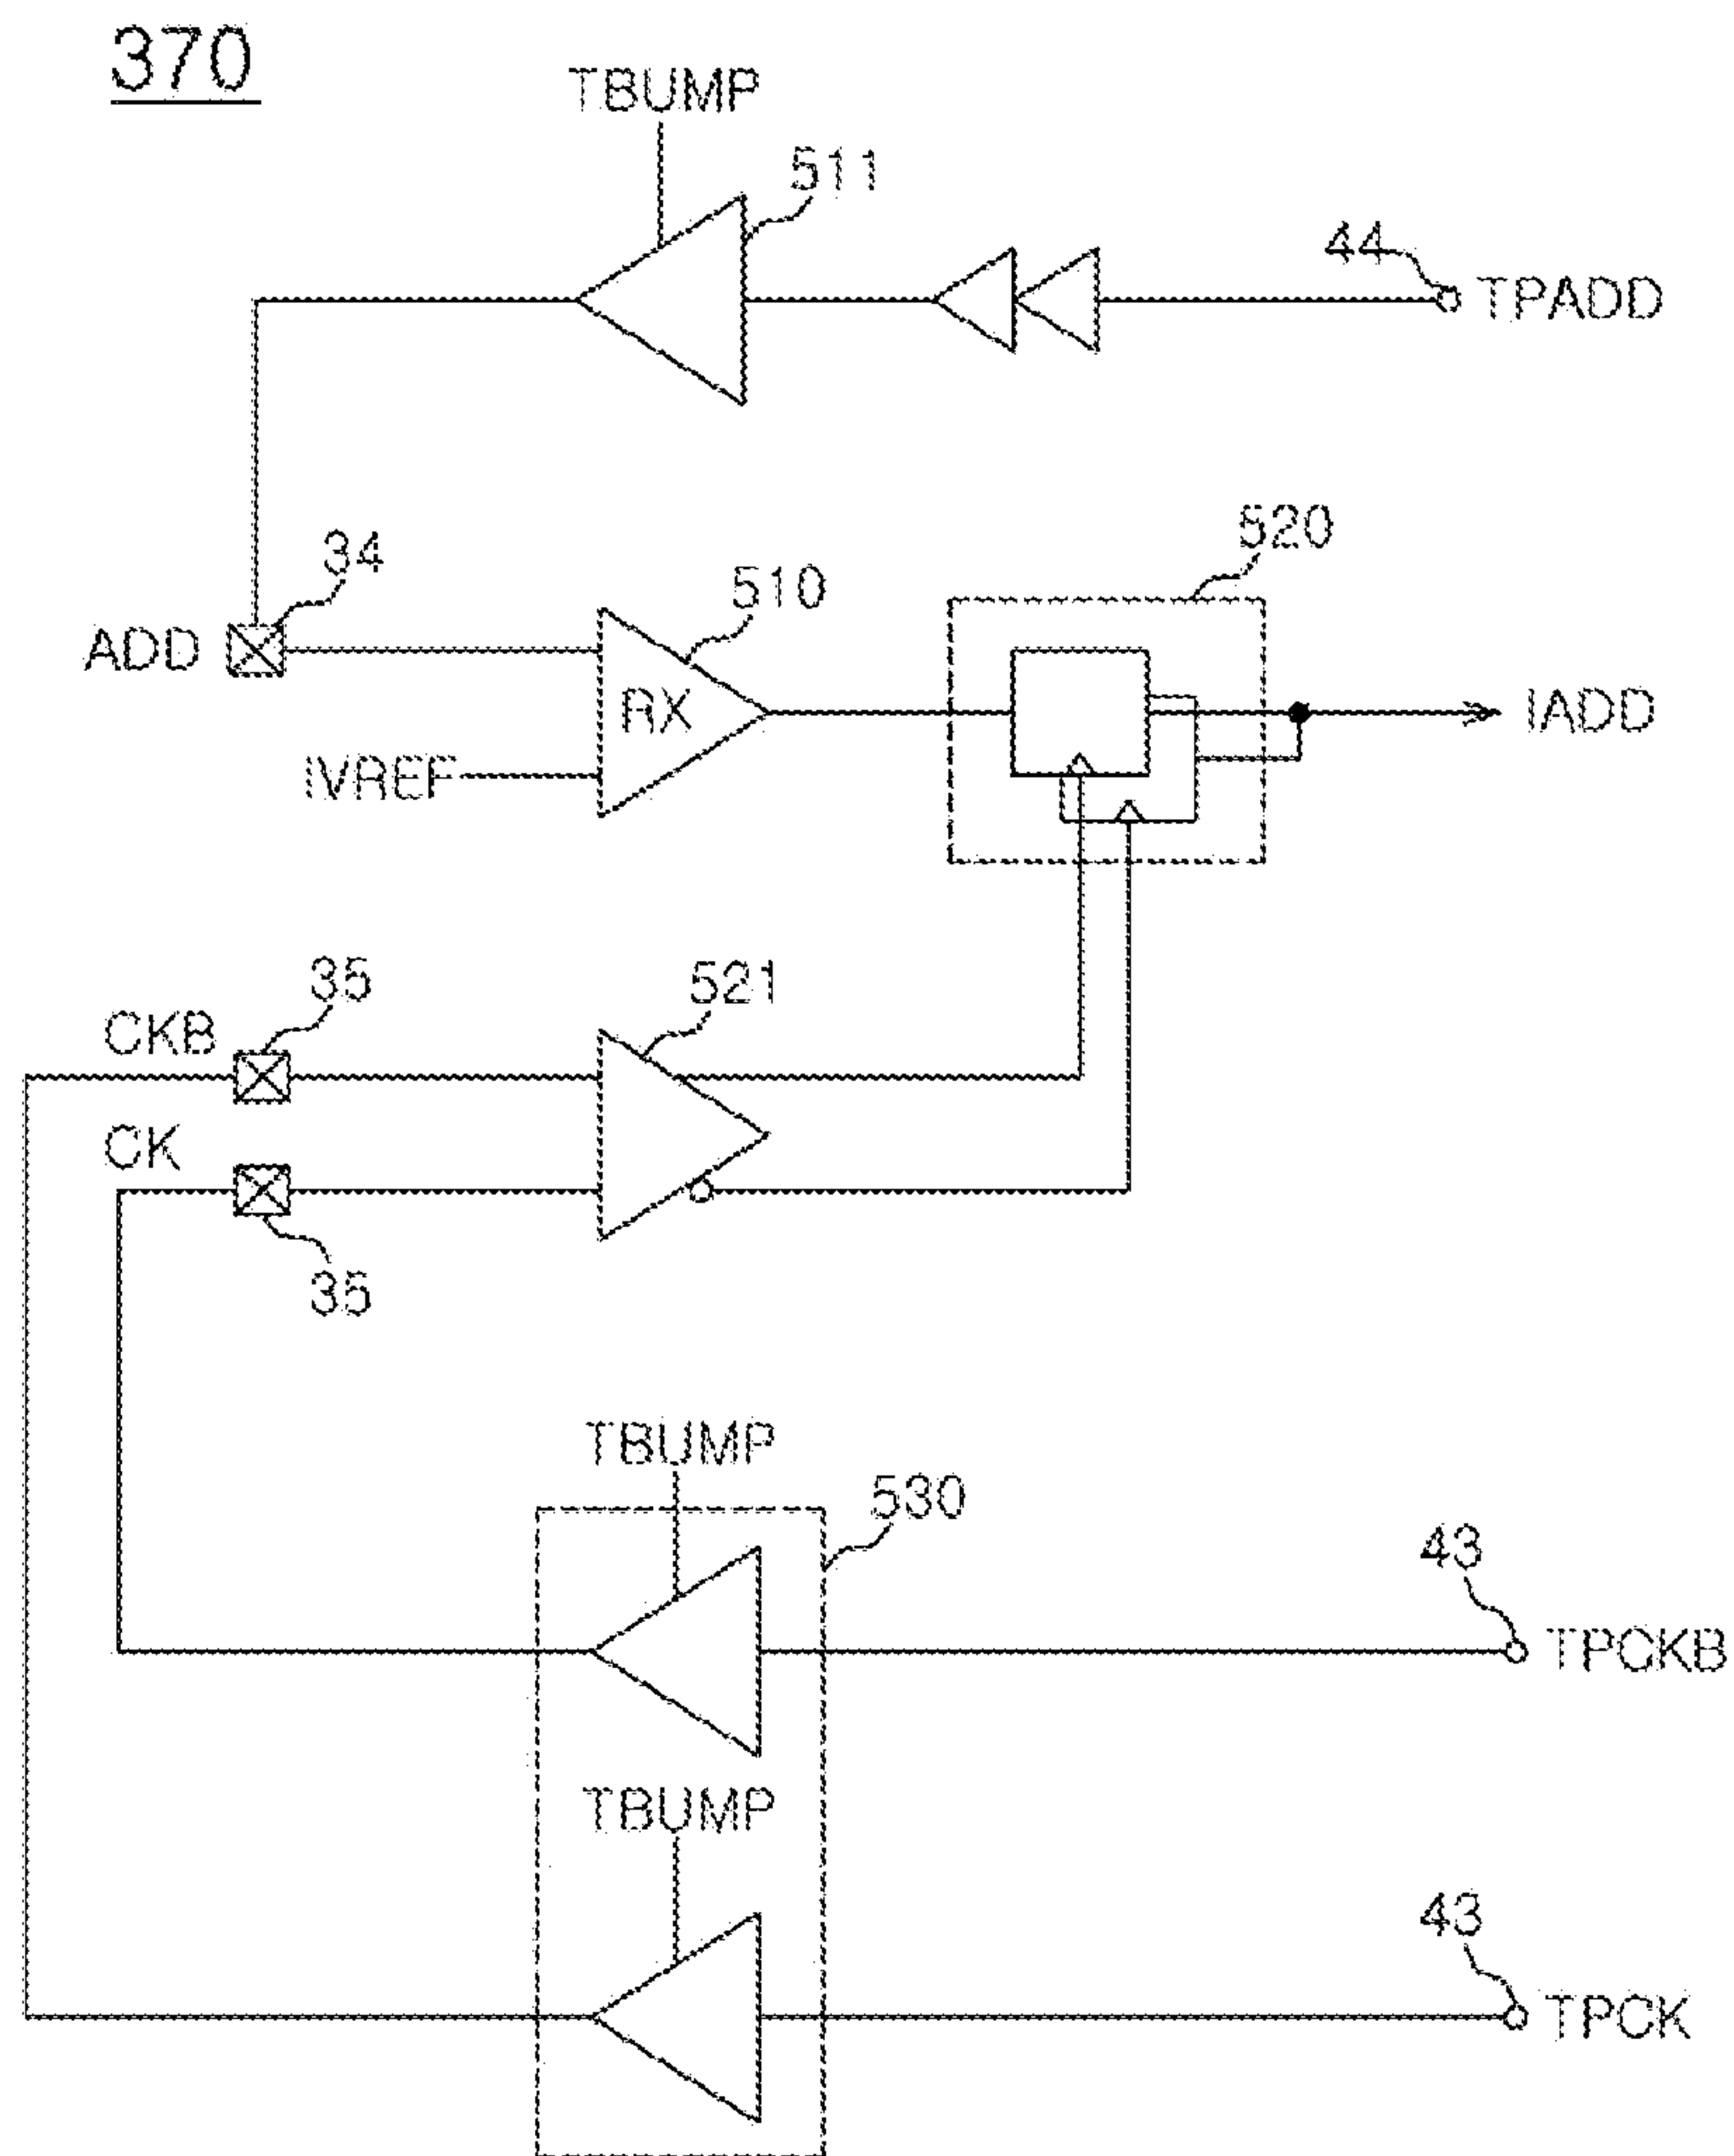 370
TBUMP
511
44
TPADD
34
510
520
ADD
RX
IADD
IVREF
35
521
CKB
CK
35
TBUMP
530
43
TPCKB
TBUMP
43
TPCK